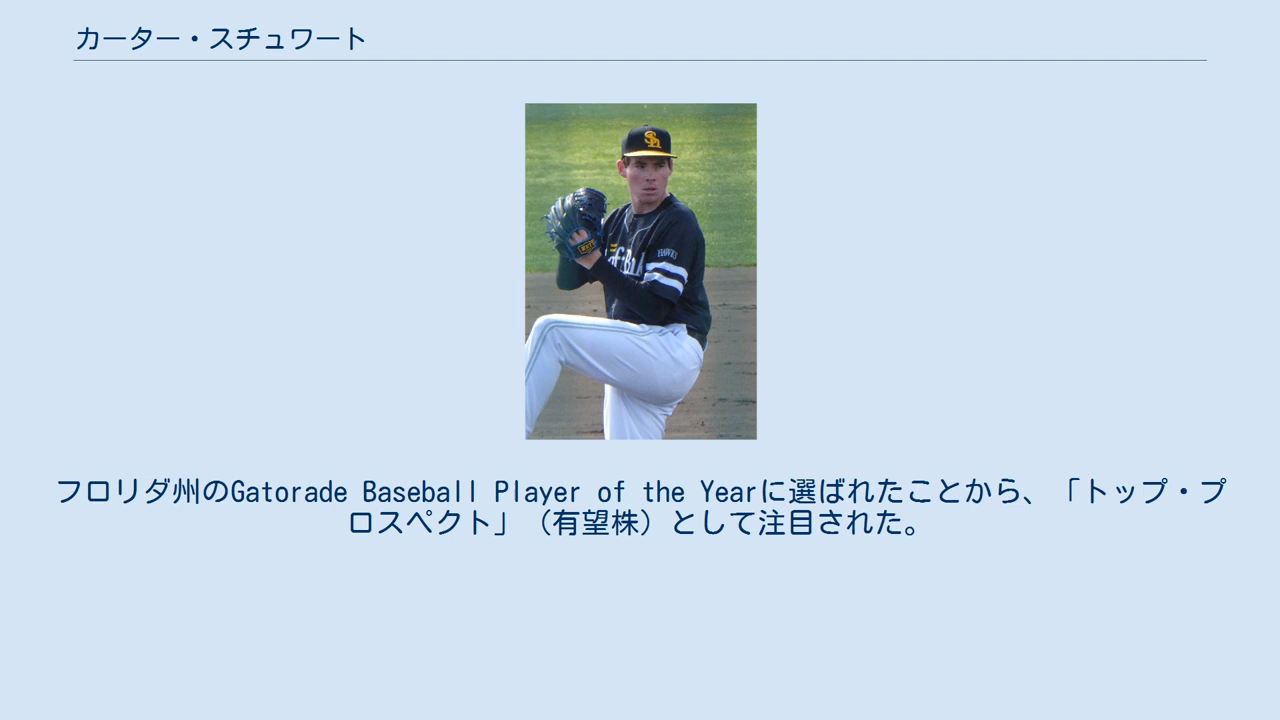 カーター・スチュワート
Sh
HAWKS
フロリダ州のGatorade Baseball Player of the Yearに選ばれたことから、「トップ・プ
ロスペクト」（有望株）として注目された。